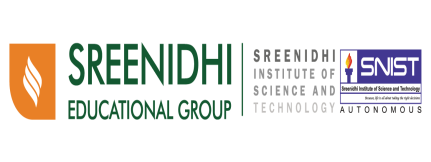 SREENIDHI
EDUCATIONAL GROUP
SREENIDHI
INSTITUTE OF
SCIENCE AND
TECHNOLOGY
SNIST
Sreenidhi Institute of Science and Technology
AUTONOMOUS